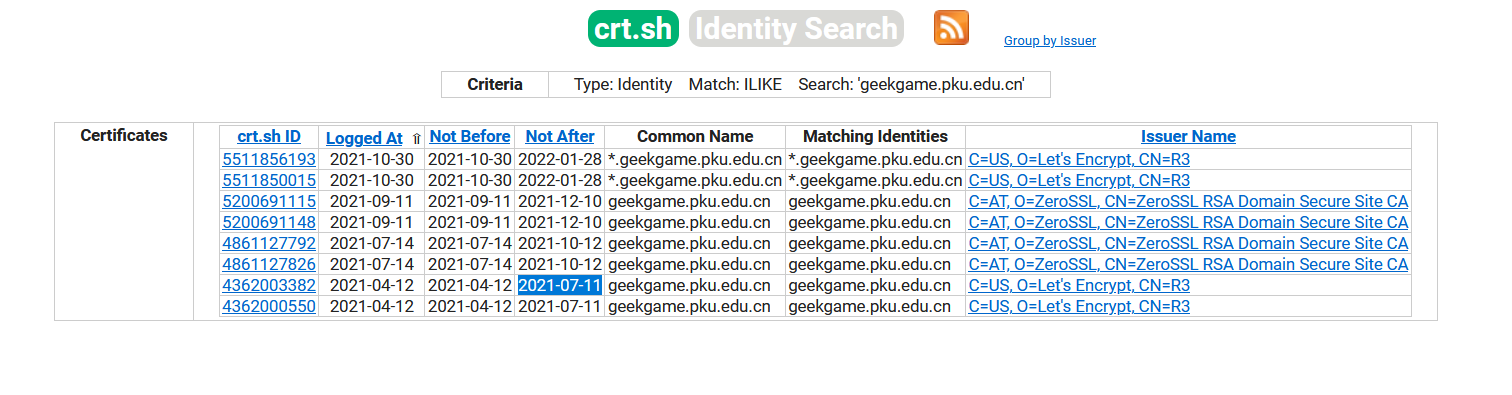 crt.sh Identity Search Group by Issuer
Criteria Type: Identity Match: ILIKE Search: 'geekgame.pku.edu.cn'
Certificates crt.sh ID Logged At ⇧ Not Before Not After Common Name Matching Identities Issuer Name
5511856193 2021-10-30 2021-10-30 2022-01-28 *.geekgame.pku.edu.cn *.geekgame.pku.edu.cn C=US, O=Let's Encrypt, CN=R3
5511850015 2021-10-30 2021-10-30 2022-01-28 *.geekgame.pku.edu.cn *.geekgame.pku.edu.cn C=US, O=Let's Encrypt, CN=R3
5200691115 2021-09-11 2021-09-11 2021-12-10 geekgame.pku.edu.cn geekgame.pku.edu.cn C=AT, O=ZeroSSL, CN=ZeroSSL RSA Domain Secure Site CA
5200691148 2021-09-11 2021-09-11 2021-12-10 geekgame.pku.edu.cn geekgame.pku.edu.cn C=AT, O=ZeroSSL, CN=ZeroSSL RSA Domain Secure Site CA
4861127792 2021-07-14 2021-07-14 2021-10-12 geekgame.pku.edu.cn geekgame.pku.edu.cn C=AT, O=ZeroSSL, CN=ZeroSSL RSA Domain Secure Site CA
4861127826 2021-07-14 2021-07-14 2021-10-12 geekgame.pku.edu.cn geekgame.pku.edu.cn C=AT, O=ZeroSSL, CN=ZeroSSL RSA Domain Secure Site CA
4362003382 2021-04-12 2021-04-12 2021-07-11 geekgame.pku.edu.cn geekgame.pku.edu.cn C=US, O=Let's Encrypt, CN=R3
4362000550 2021-04-12 2021-04-12 2021-07-11 geekgame.pku.edu.cn geekgame.pku.edu.cn C=US, O=Let's Encrypt, CN=R3